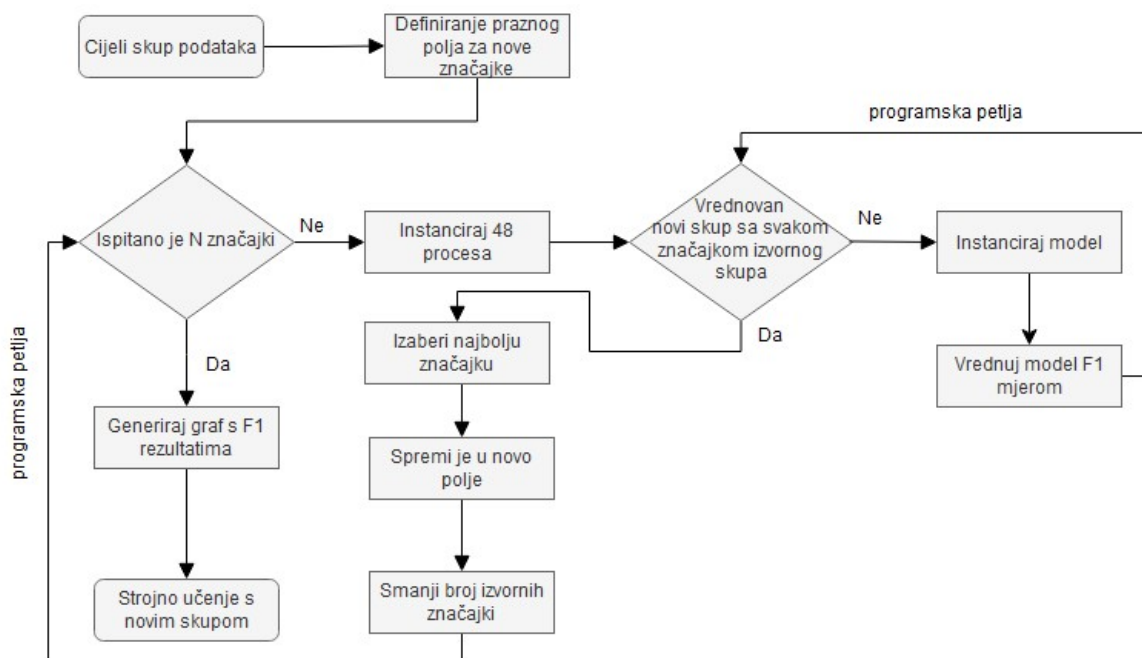 Cijeli skup podataka
Definiranje praznog
polja za nove
značajke
programska petlja
Ispitano je N značajki
Ne
Instanciraj 48
procesa
Vrednovan
novi skup sa svakom
značajkom izvornog
skupa
Ne
Instanciraj model
Da
Izaberi najbolju
značajku
Da
Vrednuj model F1
mjerom
programska petlja
Generiraj graf s F1
rezultatima
Spremi je u novo
polje
Strojno učenje s
novim skupom
Smanji broj izvornih
značajki